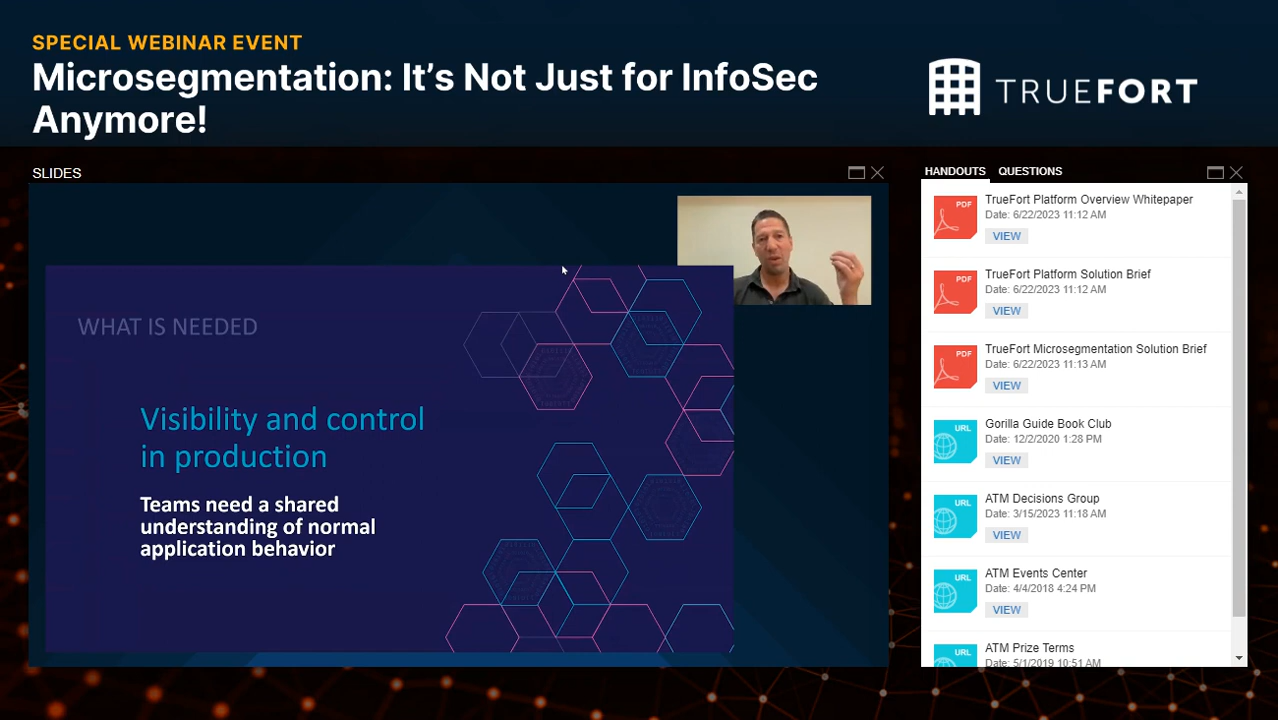 SPECIAL WEBINAR EVENT
Microsegmentation: It’s Not Just for InfoSec
Anymore!
TRUEFORT
SLIDES
WHAT IS NEEDED
Visibility and control
in production
Teams need a shared
understanding of normal
application behavior
HANDOUTS QUESTIONS
PDF
TrueFort Platform Overview Whitepaper
Date: 6/22/2023 11:12 AM
VIEW
PDF
TrueFort Platform Solution Brief
Date: 6/22/2023 11:12 AM
VIEW
PDF
TrueFort Microsegmentation Solution Brief
Date: 6/22/2023 11:13 AM
VIEW
URL
Gorilla Guide Book Club
Date: 12/2/2020 1:28 PM
VIEW
URL
ATM Decisions Group
Date: 3/15/2023 11:18 AM
VIEW
URL
ATM Events Center
Date: 4/4/2018 4:24 PM
VIEW
URL
ATM Prize Terms
Date: 5/1/2019 10:51 AM